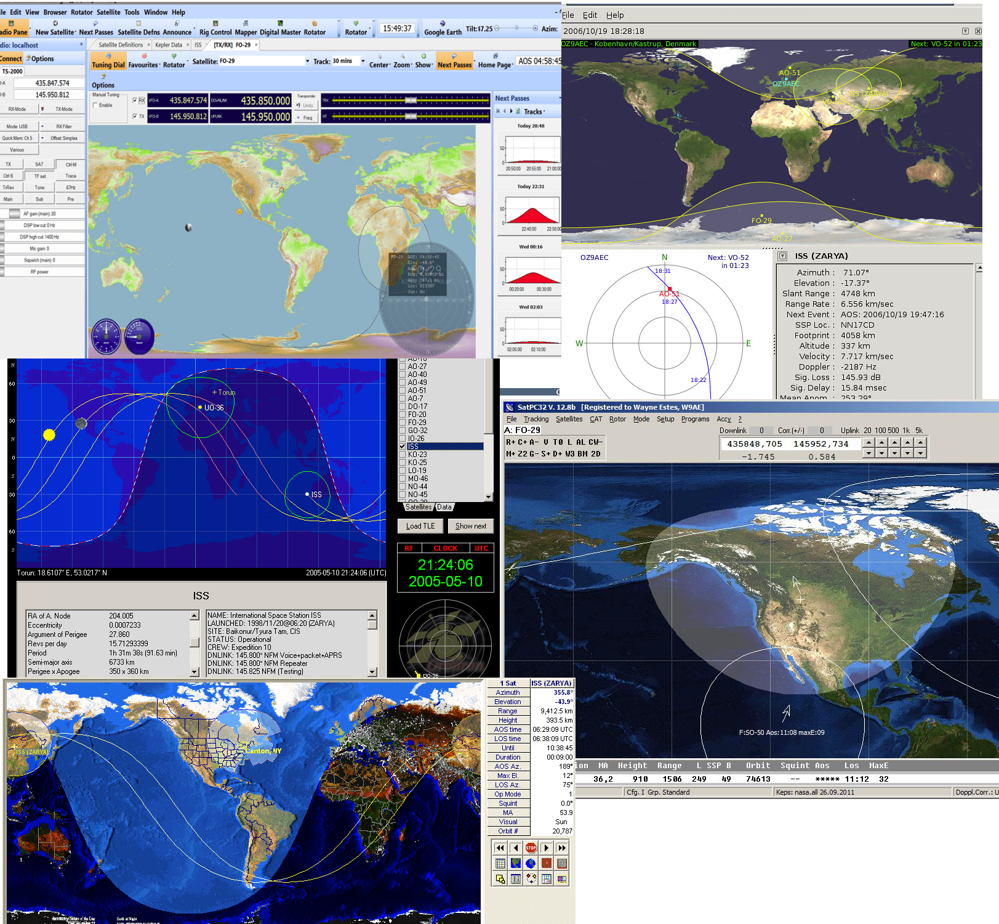 Edit View Browser Rotator Satellite Tools Window Help
New Satellite Next Passes Satellite Defns Announce Rig Control Mapper Digital Master Rotator
Rotator 15:49:37 Google Earth Azim:
localhost
Options
TS-2000
435.847.574
145.950.812
RX-Mode TX-Mode
Mode: USB RX Filter
Quick Mem: Ch 5 Offset Simplex
Various
TX SAT Ctrl-M
Ctrl-S TF set Trace
TrRev Tone 67Hz
Main Sub Pre
AF gain (main): 20
DSP low cut 0 Hz
DSP high cut 1400 Hz
Mic gain: 0
Squelch (main): 0
RF power
Satellite Definitions × Kepler Data × ISS [TX/RX] FO-29 ×
Tuning Dial Favourites Rotator Satellite: FO-29 Track: 30 mins Center Zoom Show Next Passes Home Page AOS 04:58:45
Options
Manual Tuning
Enable
RX VFO-A 435.847.574 DOWNLINK 435.850.000
TX VFO-B 145.950.812 UPLINK 145.950.000
Transponder
Undo
Freq
Next Passes
Tracks
Today 20:48
50
0
20:50:00 20:55:00 21:00:00
Today 22:31
50
0
22:40:00 22:50:00
Wed 00:16
50
0
00:20:00 00:30:00
Wed 02:03
50
0
02:05:00 02:10:00
FO-29 AOS: 04:58:45
File Edit Help
2006/10/19 18:28:18
OZ9AEC - Kobenhavn/Kastrup, Denmark Next: VO-52 in 01:23
AO-51
OZ9AEC
ISS (ZARYA)
FO-29
AO-27
OZ9AEC N Next: VO-52
in 01:23
18:31
AO-51
18:27
W E
18:22
ISS (ZARYA)
Azimuth : 71.07°
Elevation : -17.37°
Slant Range : 4748 km
Range Rate : 6.556 km/sec
Next Event : AOS: 2006/10/19 19:47:16
SSP Loc. : NN17CD
Footprint : 4058 km
Altitude : 337 km
Velocity : 7.717 km/sec
Doppler : -2187 Hz
Sig. Loss : 145.93 dB
Sig. Delay : 15.84 msec
Mean Anom. : 253.29°
N
60
30
N
0
S
30
60
S
Torun
UO-36
ISS
Torun: 18.6107° E, 53.0217° N 2005-05-10 21:24:06 (UTC)
AO-27
AO-40
AO-49
AO-51
AO-7
DO-17
FO-20
FO-29
GO-32
IO-26
ISS
KO-23
KO-25
LO-19
MO-46
NO-44
NO-45
Satellites Data
Load TLE Show next
RT CLOCK UTC
21:24:06
2005-05-10
UO-36
ISS
RA of A. Node 204.005
Eccentricity 0.0007233
Argument of Perigee 27.860
Revs per day 15.71293399
Period 1h 31m 38s (91.63 min)
Semi-major axis 6733 km
Perigee x Apogee 350 x 360 km
NAME: International Space Station ISS
LAUNCHED: 1998/11/20@06:20 (ZARYA)
SITE: Baikonur/Tyura Tam, CIS
STATUS: Operational
CREW: Expedition 10
DNLINK: 145.800* NFM Voice+packet+APRS
DNLINK: 145.800* NFM Repeater
DNLINK: 145.825 NFM (Testing)
SatPC32 V. 12.8b [Registered to Wayne Estes, W9AE]
File Tracking Satellites CAT Rotor Mode Setup Programs Accy ?
A: FO-29
R+ C+ A- V T0 L AL CW-
M+ Z2 G- S+ D+ W3 BM 2D
Downlink 0 Corr.(+/-) 0 Uplink 20 100 500 1k 5k
435848,705 145952,734
-1,745 0,584
F:SO-50 Aos:11:08 maxE:09
MA Height Range L SSP B Orbit Squint Aos Los MaxE
36,2 910 1506 249 49 74613 -- ***** 11:12 32
Cfg. I Grp. Standard Keps: nasa.all 26.09.2011 Doppl.Corr.: U
ISS (ZARYA)
Canton, NY
Earth at Night
1 Sat ISS (ZARYA)
Azimuth 355.8°
Elevation -43.9°
Range 9,412.5 km
Height 393.5 km
AOS time 06:29:09 UTC
LOS time 06:38:09 UTC
Until 10:38:45
Duration 00:09:00
AOS Az. 189°
Max El. 12°
LOS Az. 75°
Op Mode 1
Squint 0.0°
MA 53.9
Visual Sun
Orbit # 20,787
STOP